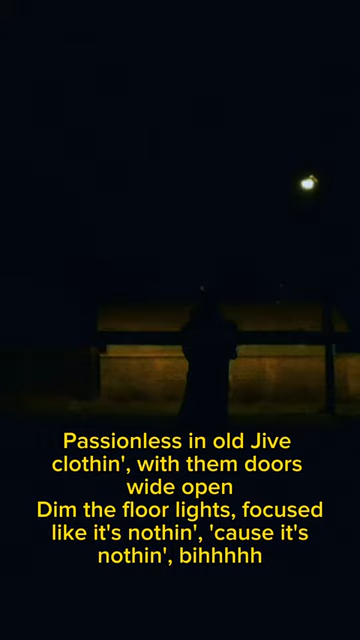 Passionless in old Jive
clothin', with them doors
wide open
Dim the floor lights, focused
like it's nothin', 'cause it's
nothin', bihhhhh